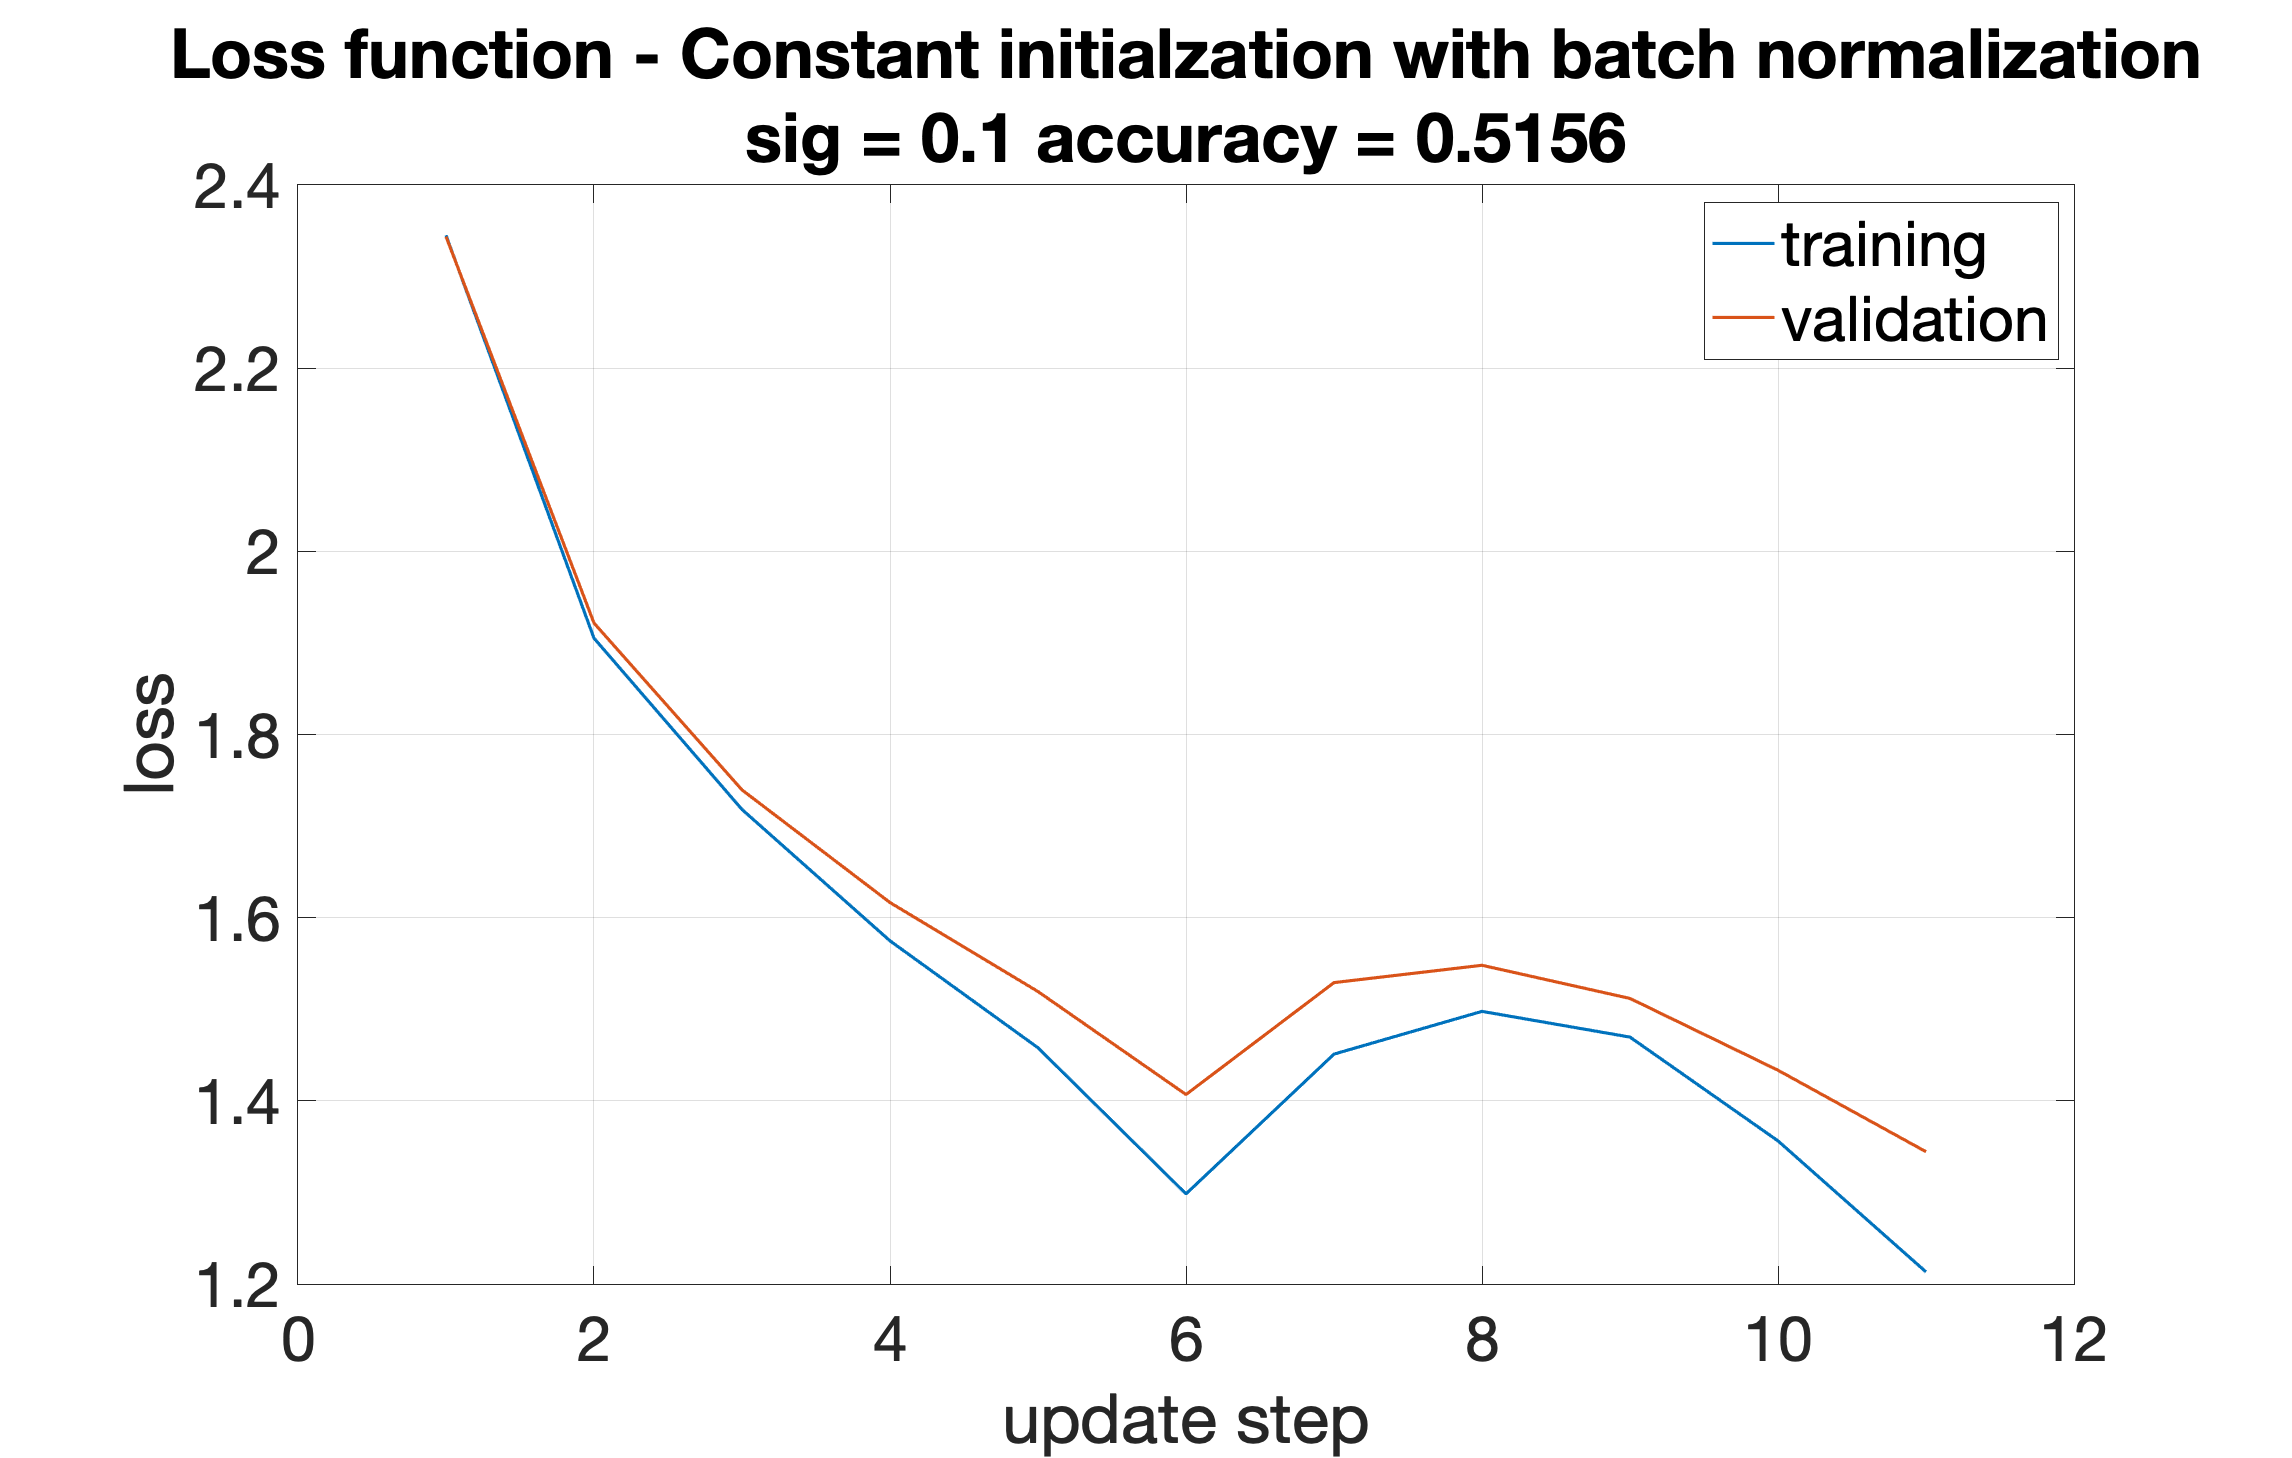 Loss function - Constant initialzation with batch normalization
sig = 0.1 accuracy = 0.5156
2.4
2.2
2
1.8
1.6
1.4
1.2
loss
training
validation
0 2 4 6 8 10 12
update step